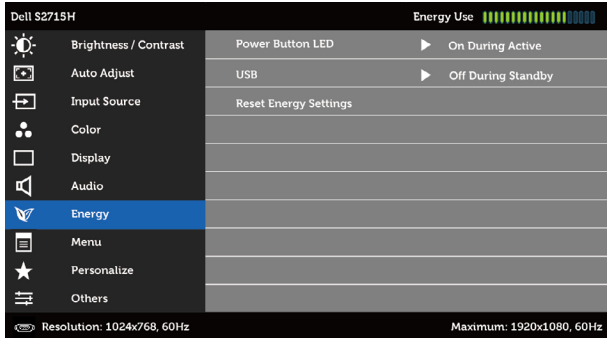 Dell S2715H Energy Use
Brightness / Contrast Power Button LED On During Active
Auto Adjust USB Off During Standby
Input Source Reset Energy Settings
Color
Display
Audio
Energy
Menu
Personalize
Others
Resolution: 1024x768, 60Hz Maximum: 1920x1080, 60Hz